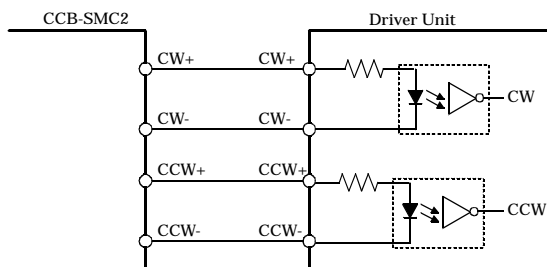 CCB-SMC2 Driver Unit
CW+ CW+
CW
CW- CW-
CCW+ CCW+
CCW
CCW- CCW-